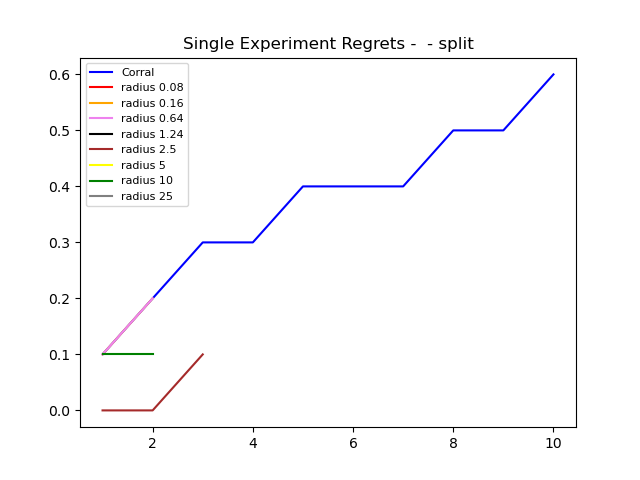 Single Experiment Regrets -  - split
Corral
radius 0.08
radius 0.16
radius 0.64
radius 1.24
radius 2.5
radius 5
radius 10
radius 25
0.6
0.5
0.4
0.3
0.2
0.1
0.0
2 4 6 8 10